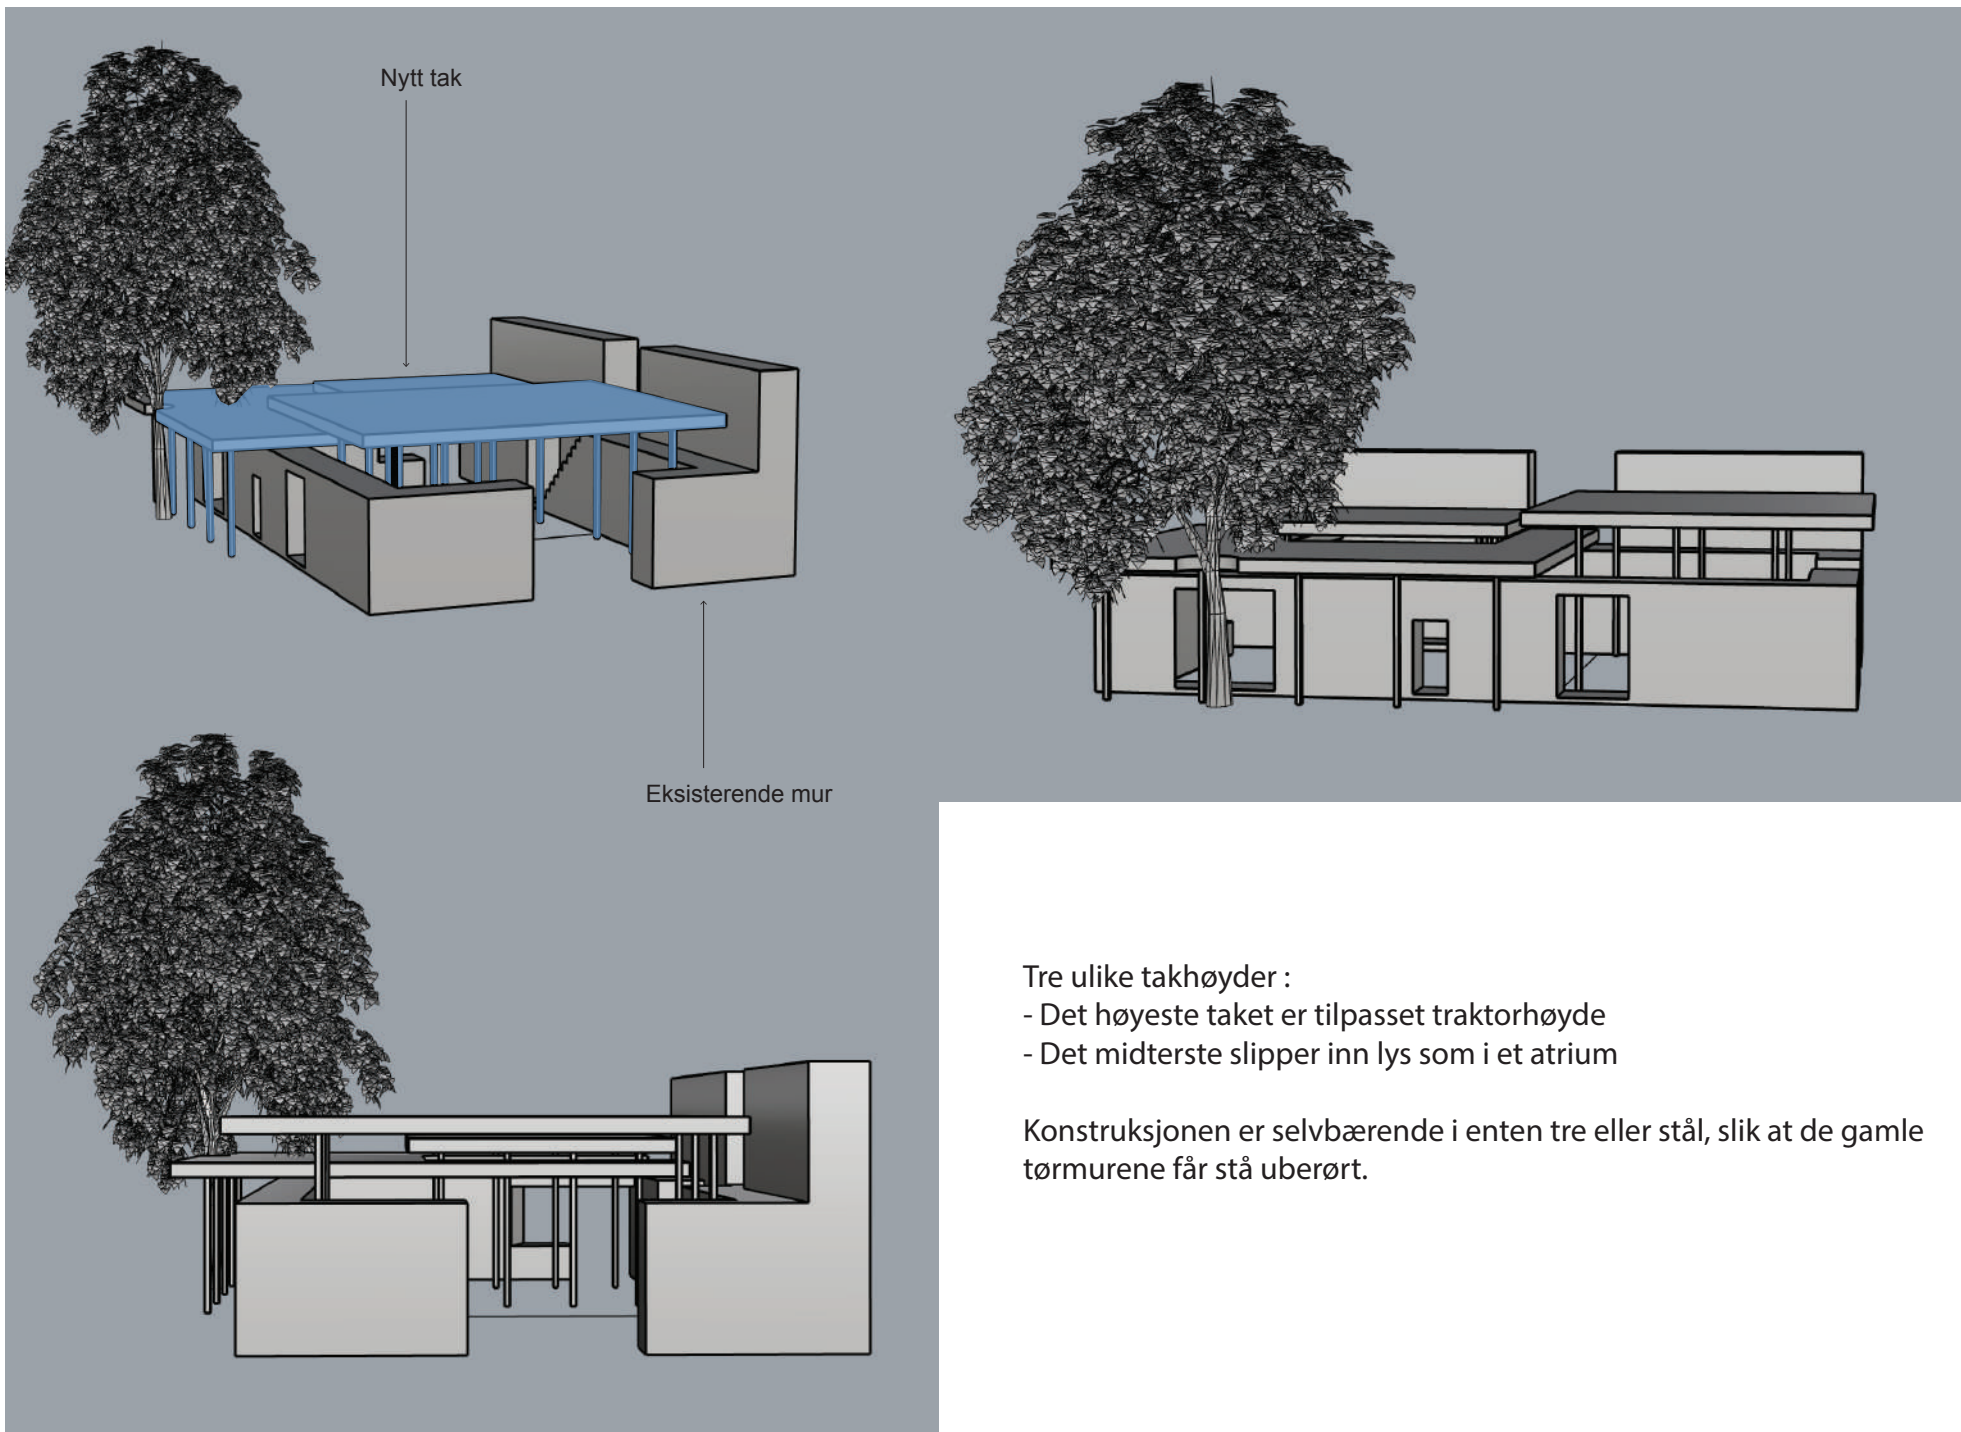 Nytt tak
Eksisterende mur
Tre ulike takhøyder :
- Det høyeste taket er tilpasset traktorhøyde
- Det midterste slipper inn lys som i et atrium
Konstruksjonen er selvbærende i enten tre eller stål, slik at de gamle
tørmurene får stå uberørt.